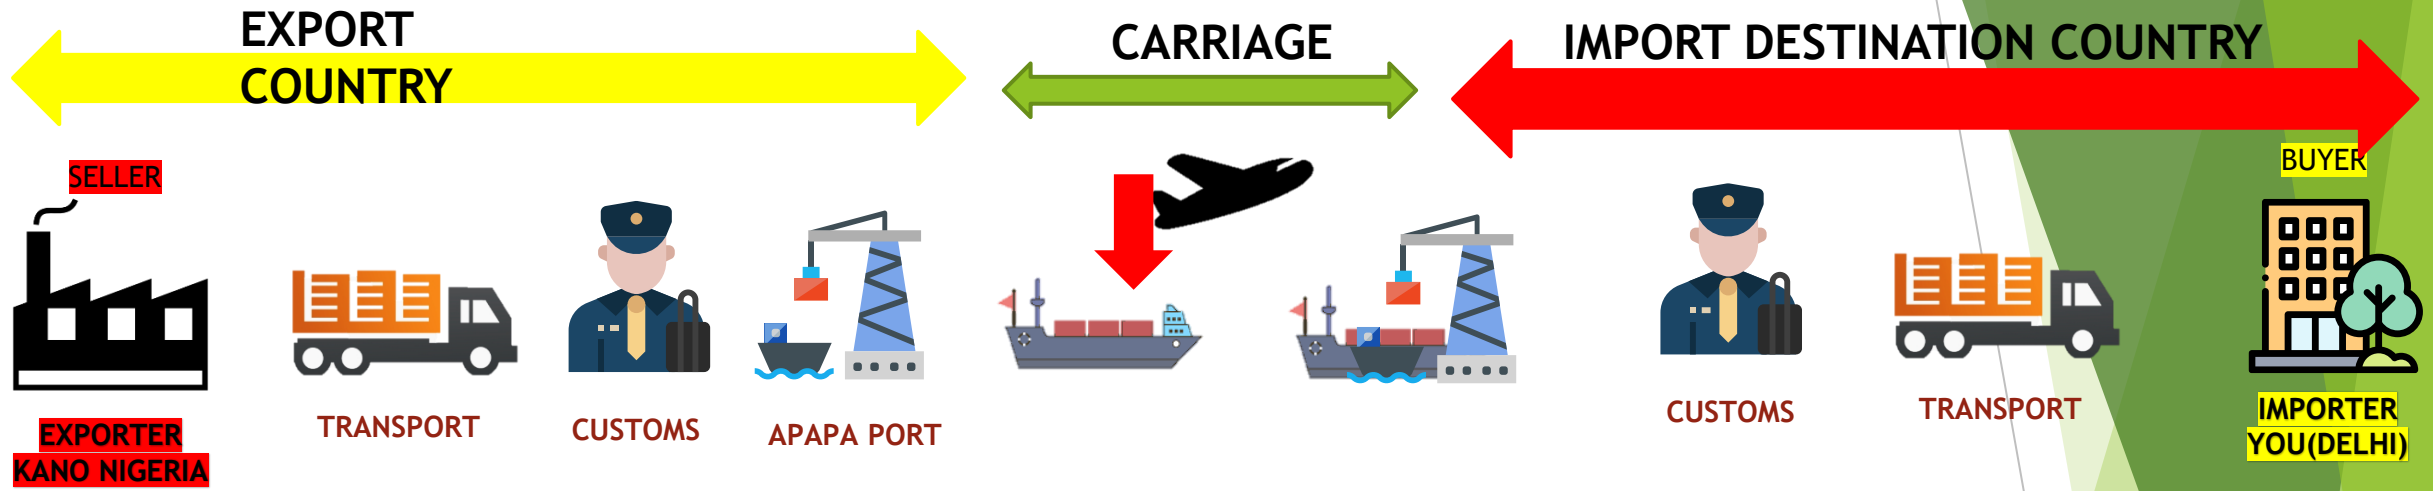 EXPORT
COUNTRY
CARRIAGE
IMPORT DESTINATION COUNTRY
SELLER
BUYER
TRANSPORT
CUSTOMS
APAPA PORT
CUSTOMS
TRANSPORT
EXPORTER
KANO NIGERIA
IMPORTER
YOU(DELHI)